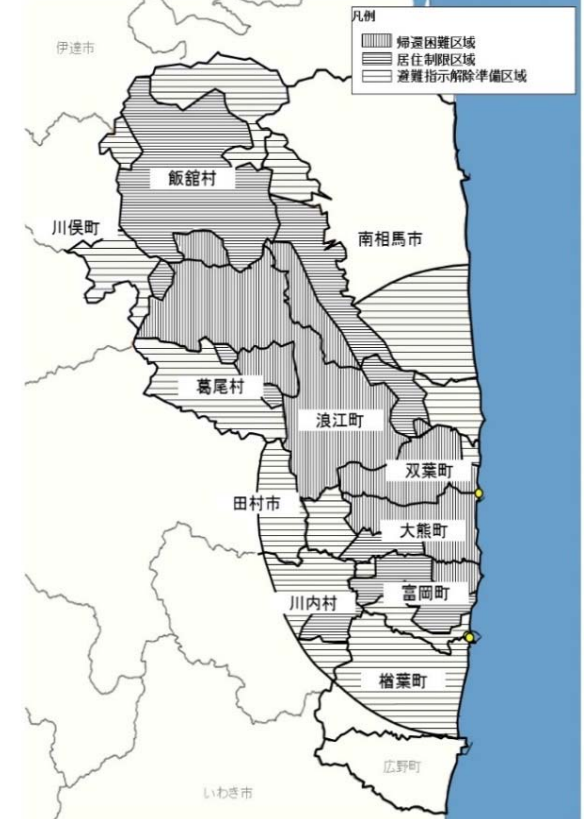 凡例
帰還困難区域
居住制限区域
避難指示解除準備区域
伊達市
飯舘村
川俣町
南相馬市
葛尾村
浪江町
双葉町
田村市
大熊町
富岡町
川内村
楢葉町
広野町
いわき市